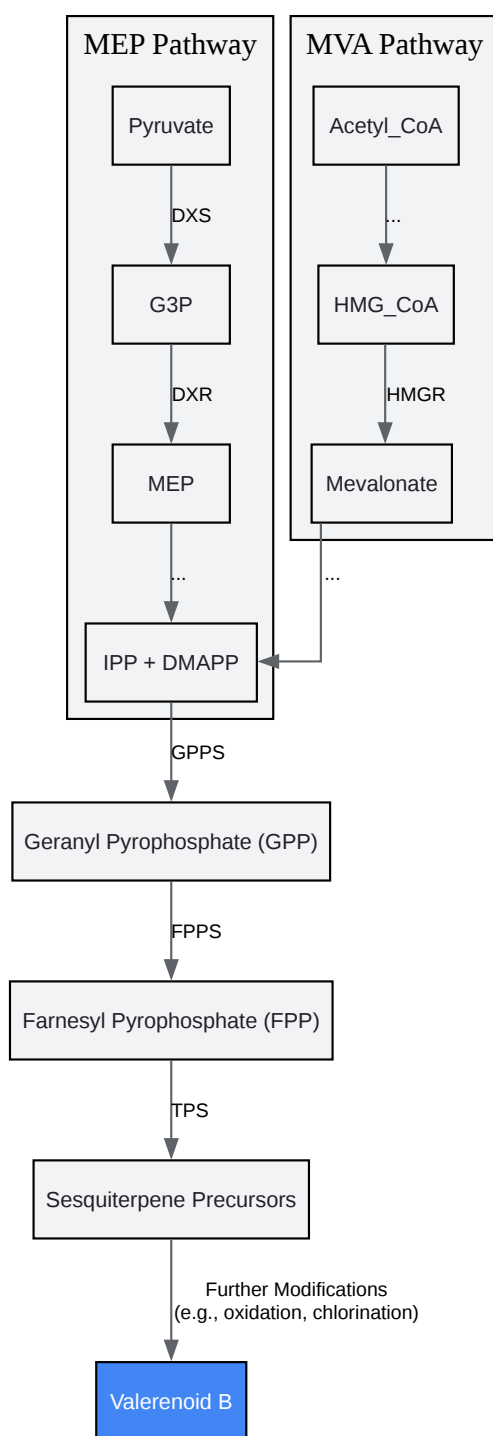 MEP Pathway
Pyruvate
DXS
G3P
DXR
MEP
...
IPP + DMAPP
MVA Pathway
Acetyl_CoA
...
HMG_CoA
HMGR
Mevalonate
...
GPPS
Geranyl Pyrophosphate (GPP)
FPPS
Farnesyl Pyrophosphate (FPP)
TPS
Sesquiterpene Precursors
Further Modifications
(e.g., oxidation, chlorination)
Valerenoid B